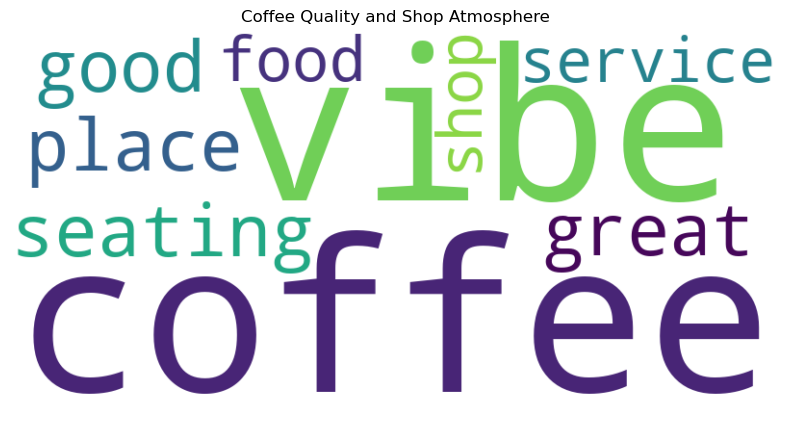 Coffee Quality and Shop Atmosphere
good
food
vibe
shop
service
place
seating
great
coffee